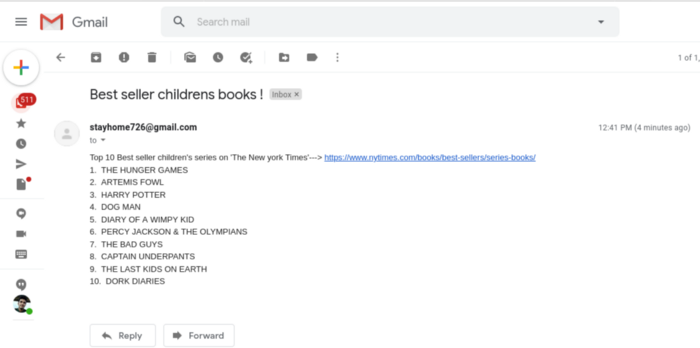 Gmail
Search mail
1 of 1,
Best seller childrens books !
Inbox ×
511
stayhome726@gmail.com
12:41 PM (4 minutes ago)
to
Top 10 Best seller children's series on 'The New york Times'---> https://www.nytimes.com/books/best-sellers/series-books/
1. THE HUNGER GAMES
2. ARTEMIS FOWL
3. HARRY POTTER
4. DOG MAN
5. DIARY OF A WIMPY KID
6. PERCY JACKSON & THE OLYMPIANS
7. THE BAD GUYS
8. CAPTAIN UNDERPANTS
9. THE LAST KIDS ON EARTH
10. DORK DIARIES
Reply
Forward